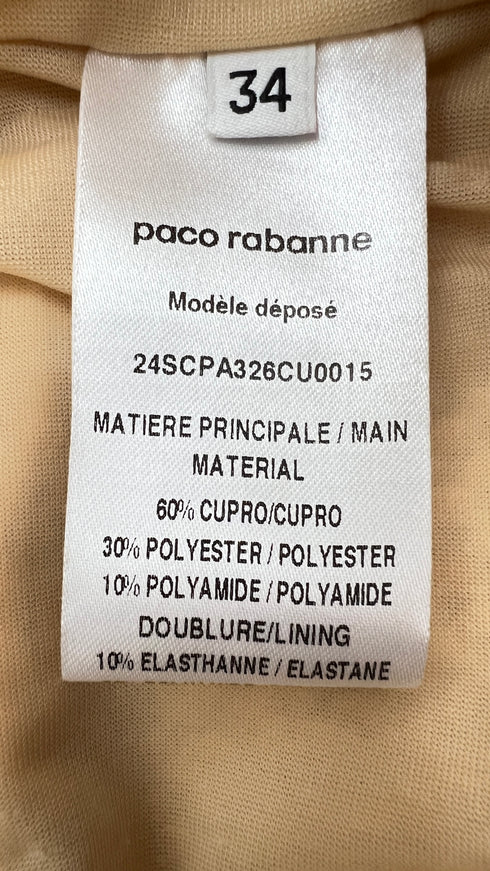 34
paco rabanne
Modèle déposé
24SCPA326CU0015
MATIERE PRINCIPALE / MAIN
MATERIAL
60% CUPRO/CUPRO
30% POLYESTER / POLYESTER
10% POLYAMIDE / POLYAMIDE
DOUBLURE/LINING
10% ELASTHANNE / ELASTANE